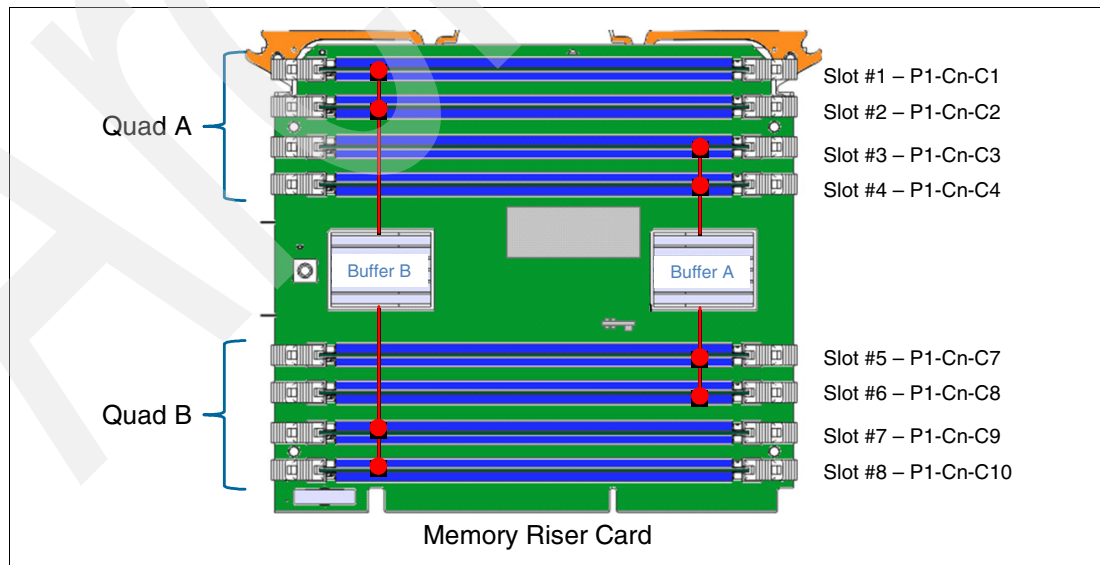 Slot #1 – P1-Cn-C1
Slot #2 – P1-Cn-C2
Quad A
Slot #3 – P1-Cn-C3
Slot #4 – P1-Cn-C4
Buffer B
Buffer A
Slot #5 – P1-Cn-C7
Slot #6 – P1-Cn-C8
Quad B
Slot #7 – P1-Cn-C9
Slot #8 – P1-Cn-C10
Memory Riser Card